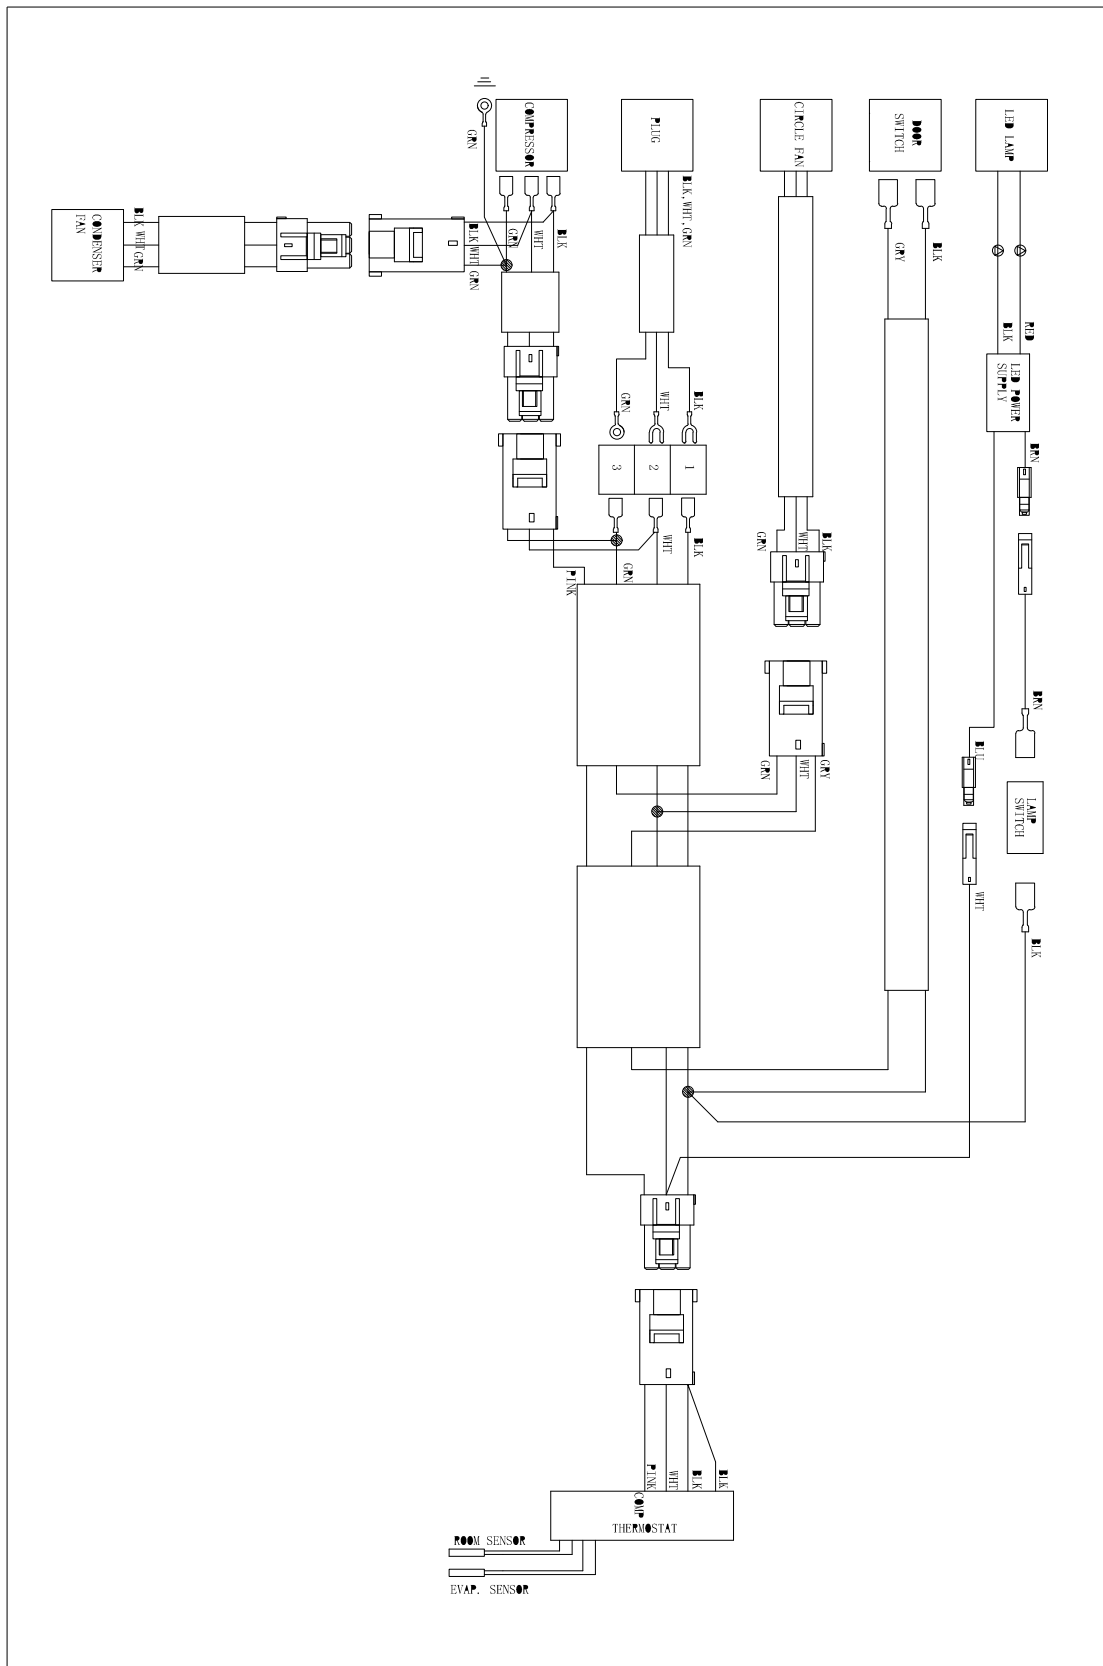 GRN
COMPRESSOR
PLUG
CIRCLE FAN
DOOR
SWITCH
LED LAMP
BLK, WHT, GRN
CONDENSER
FAN
BLK
WHT
GRN
BLK
WHT
GRN
GRN
WHT
BLK
GRY
BLK
BLK
RED
LED POWER
SUPPLY
GRN
WHT
BLK
BRN
3
2
1
PINK
GRN
WHT
BLK
GRN
WHT
BLK
BRN
GRN
WHT
GRY
BLU
LAMP
SWITCH
WHT
BLK
PINK
WHT
BLK
BLK
COMP
THERMOSTAT
ROOM SENSOR
EVAP. SENSOR